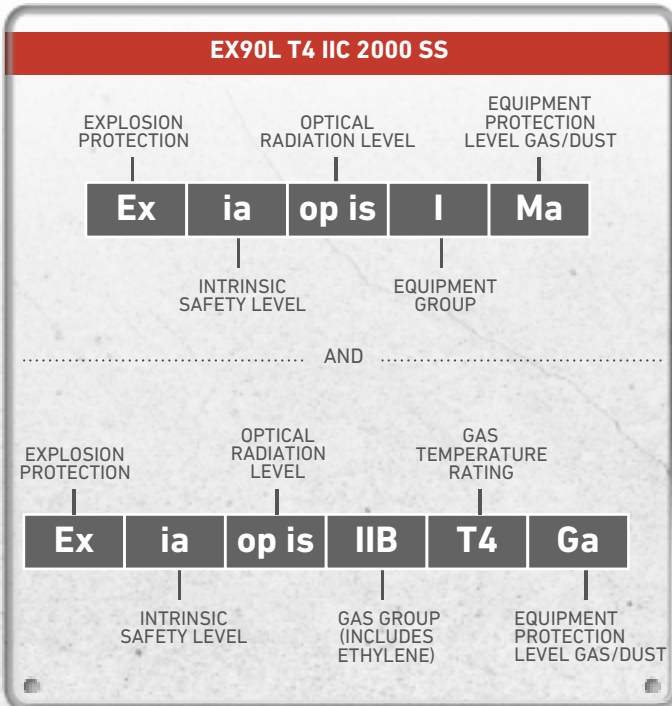 EX90L T4 IIC 2000 SS
EXPLOSION
PROTECTION
OPTICAL
RADIATION LEVEL
EQUIPMENT
PROTECTION
LEVEL GAS/DUST
Ex ia op is I Ma
INTRINSIC
SAFETY LEVEL
EQUIPMENT
GROUP
AND
EXPLOSION
PROTECTION
OPTICAL
RADIATION
LEVEL
GAS
TEMPERATURE
RATING
Ex ia op is IIB T4 Ga
INTRINSIC
SAFETY LEVEL
GAS GROUP
(INCLUDES
ETHYLENE)
EQUIPMENT
PROTECTION
LEVEL GAS/DUST